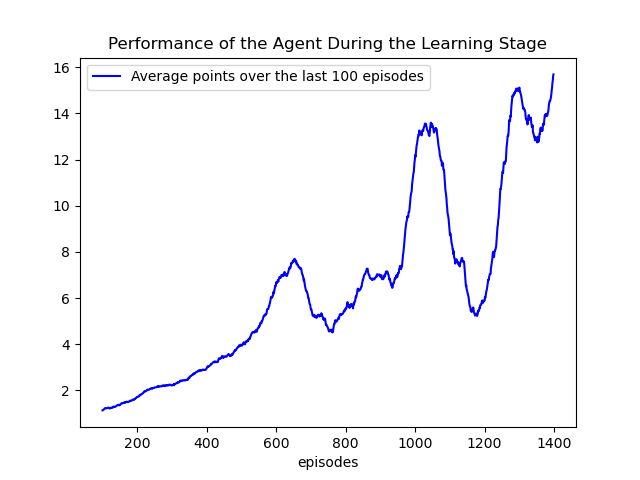 Performance of the Agent During the Learning Stage
Average points over the last 100 episodes
16
14
12
10
8
6
4
2
200 400 600 800 1000 1200 1400
episodes